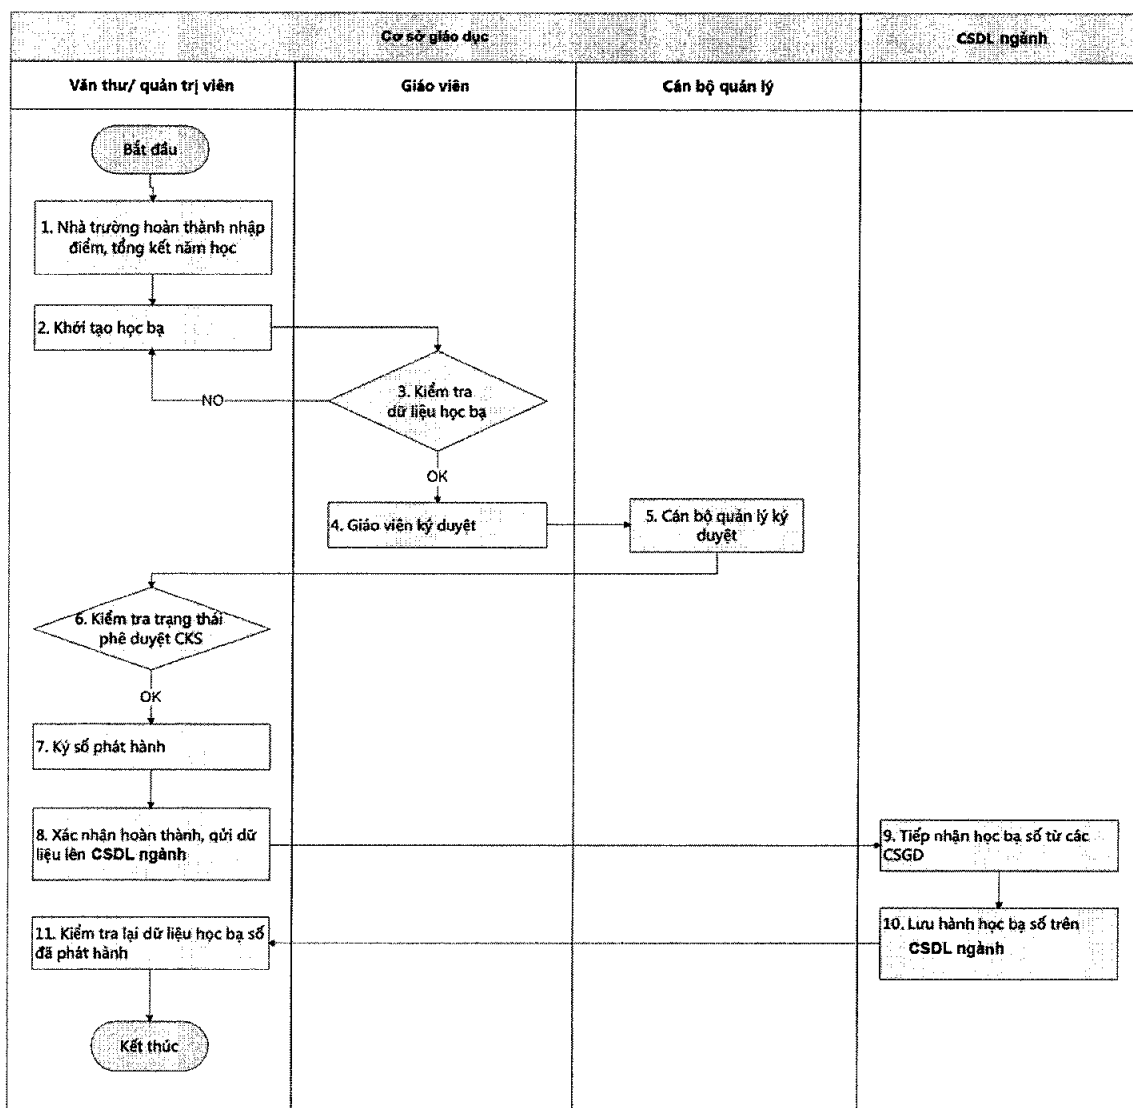 Cơ sở giáo dục
CSDL ngành
Văn thư/ quản trị viên
Giáo viên
Cán bộ quản lý
Bắt đầu
1. Nhà trường hoàn thành nhập
điểm, tổng kết năm học
2. Khởi tạo học bạ
3. Kiểm tra
dữ liệu học bạ
NO
OK
4. Giáo viên ký duyệt
5. Cán bộ quản lý ký
duyệt
6. Kiểm tra trạng thái
phê duyệt CKS
OK
7. Ký số phát hành
8. Xác nhận hoàn thành, gửi dữ
liệu lên CSDL ngành
9. Tiếp nhận học bạ số từ các
CSGD
10. Lưu hành học bạ số trên
CSDL ngành
11. Kiểm tra lại dữ liệu học bạ số
đã phát hành
Kết thúc